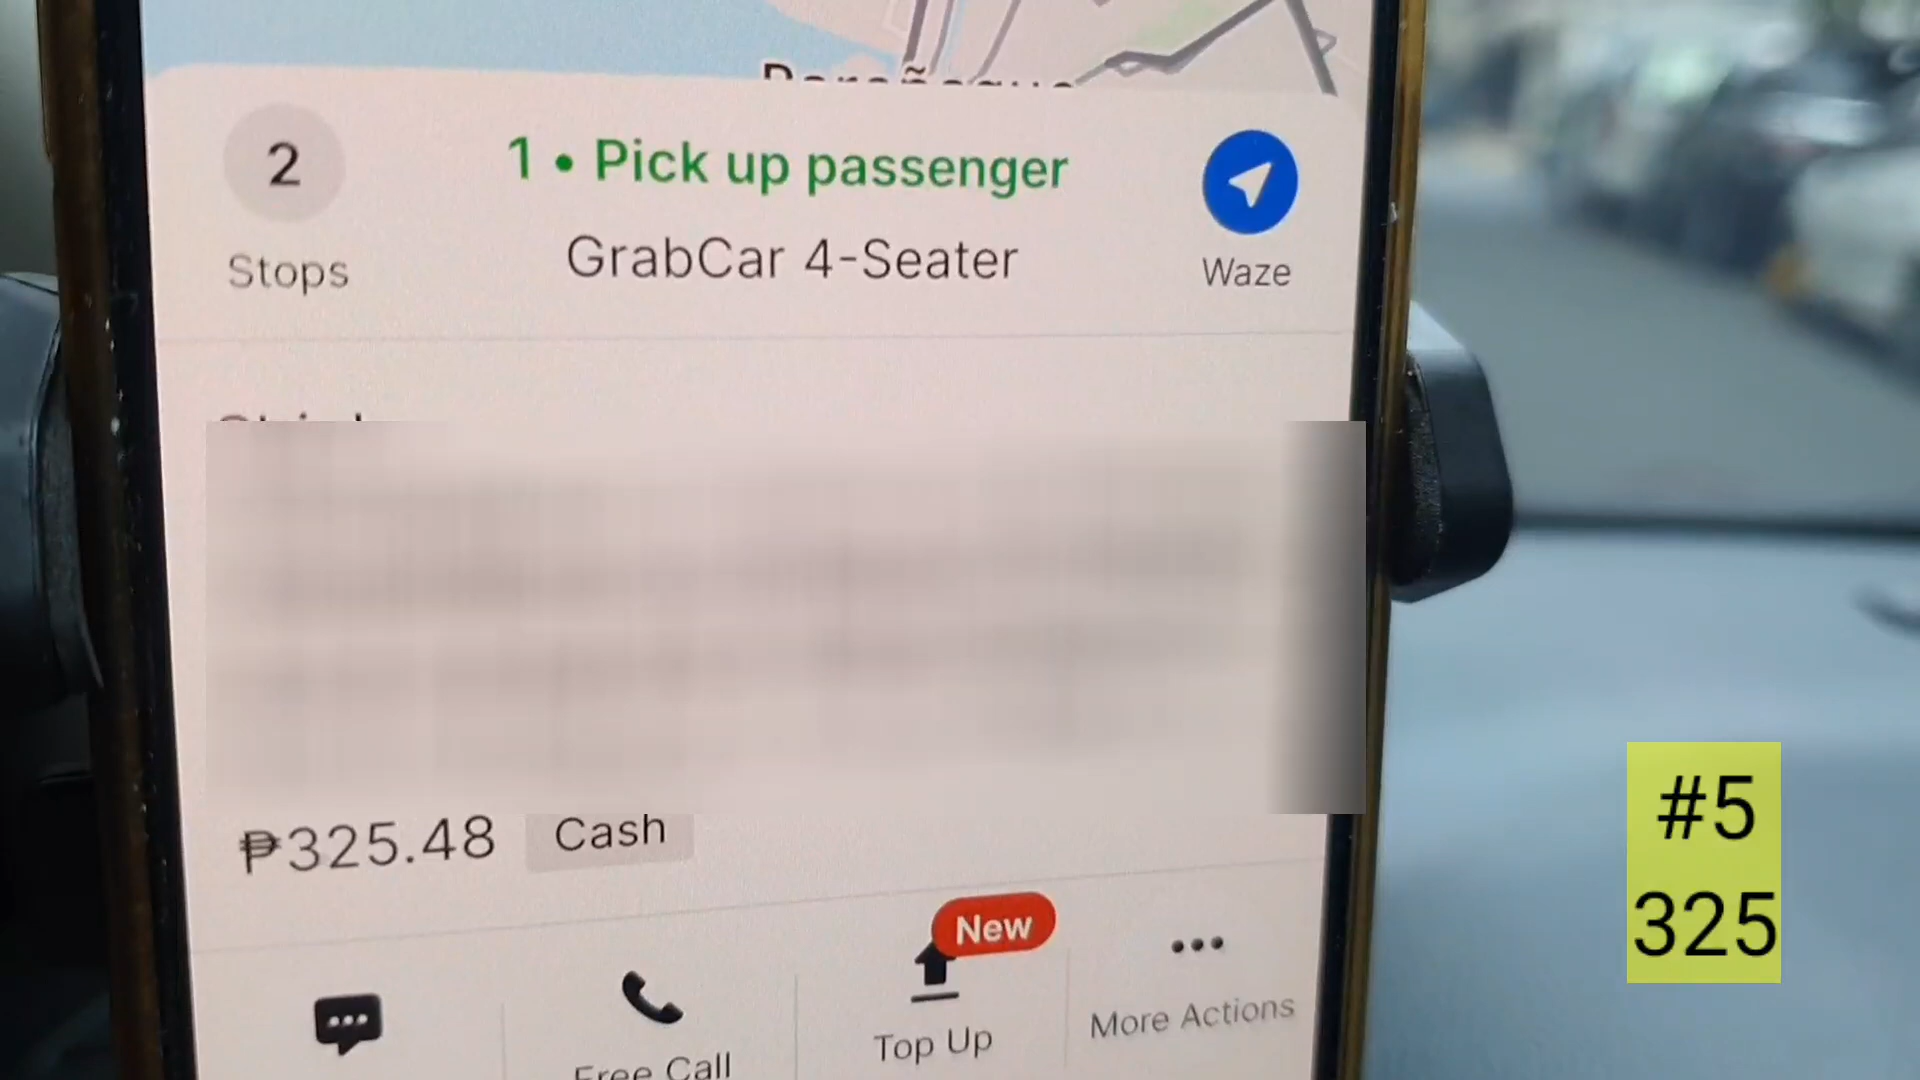 2
Stops
1 • Pick up passenger
GrabCar 4-Seater
Waze
₱325.48
Cash
New
Free Call
Top Up
More Actions
#5
325